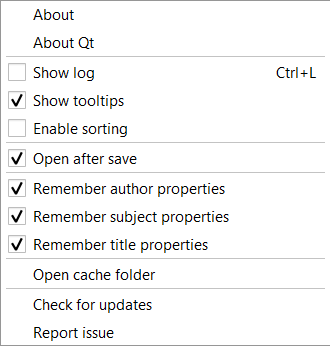 About
About Qt
Show log Ctrl+L
Show tooltips
Enable sorting
Open after save
Remember author properties
Remember subject properties
Remember title properties
Open cache folder
Check for updates
Report issue